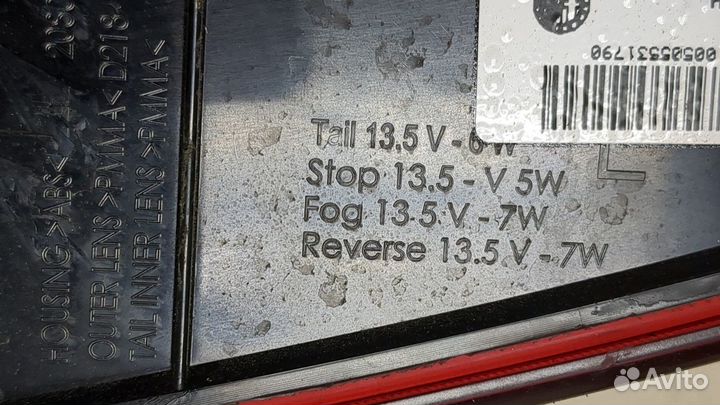 Tail 13.5 V - 6W
Stop 13.5 - V 5W
Fog 13.5 V - 7W
Reverse 13.5 V - 7W
HOUSING >ABS<
OUTER LENS >PMMA< D218
TAIL INNER LENS >PMMA<
00505531790
L
Avito